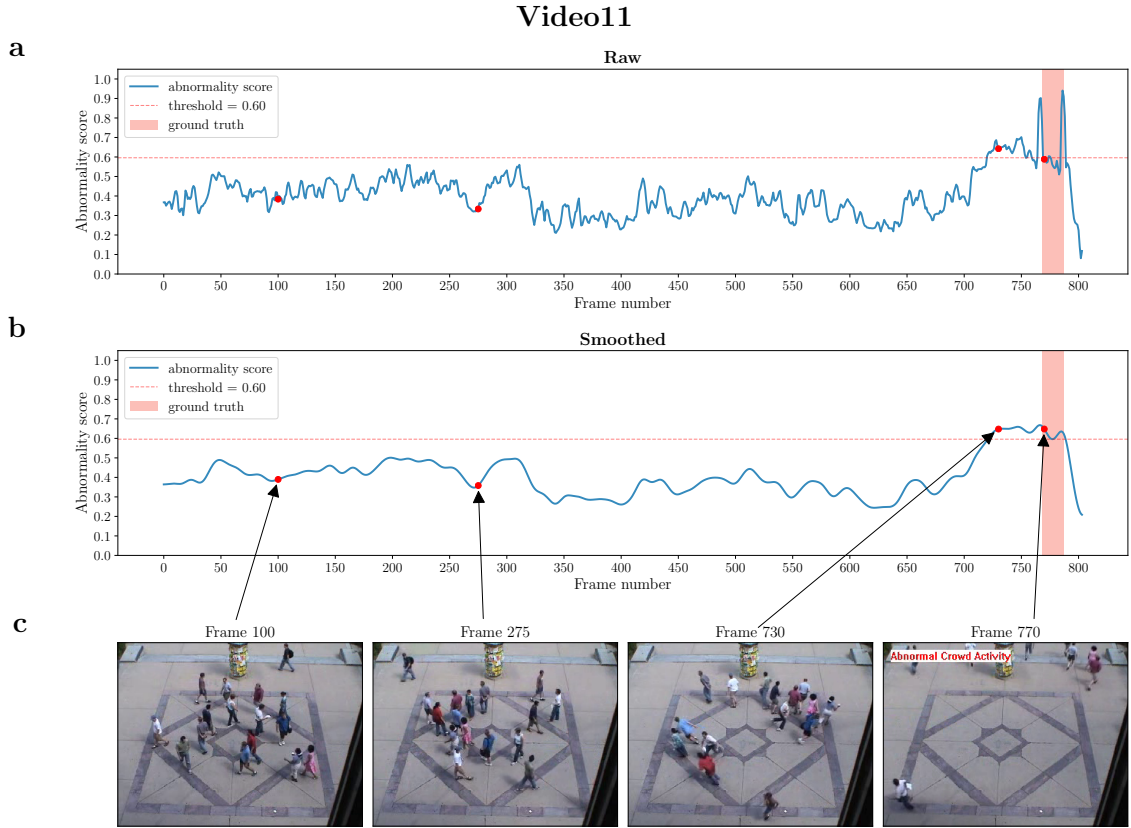 Video11
a
Raw
1.0
0.9
0.8
0.7
0.6
0.5
0.4
0.3
0.2
0.1
0.0
Abnormality score
abnormality score
threshold = 0.60
ground truth
0 50 100 150 200 250 300 350 400 450 500 550 600 650 700 750 800
Frame number
b
Smoothed
1.0
0.9
0.8
0.7
0.6
0.5
0.4
0.3
0.2
0.1
0.0
Abnormality score
abnormality score
threshold = 0.60
ground truth
0 50 100 150 200 250 300 350 400 450 500 550 600 650 700 750 800
Frame number
c
Frame 100
Frame 275
Frame 730
Frame 770
Abnormal Crowd Activity